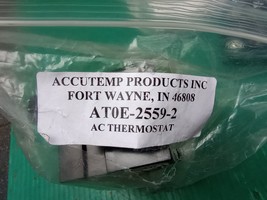 ACCUTEMP PRODUCTS INC
FORT WAYNE, IN 46808
AT0E-2559-2
AC THERMOSTAT